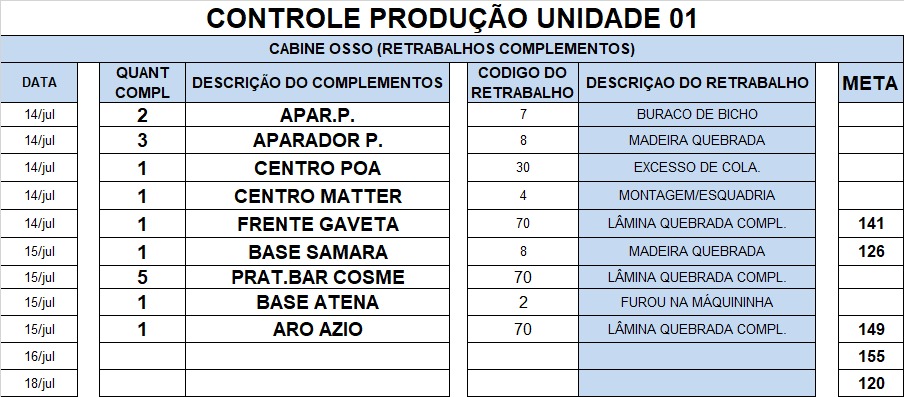 CONTROLE PRODUÇÃO UNIDADE 01
CABINE OSSO (RETRABALHOS COMPLEMENTOS)
DATA QUANT COMPL DESCRIÇÃO DO COMPLEMENTOS CODIGO DO RETRABALHO DESCRIÇAO DO RETRABALHO META
14/jul 2 APAR.P. 7 BURACO DE BICHO
14/jul 3 APARADOR P. 8 MADEIRA QUEBRADA
14/jul 1 CENTRO POA 30 EXCESSO DE COLA.
14/jul 1 CENTRO MATTER 4 MONTAGEM/ESQUADRIA
14/jul 1 FRENTE GAVETA 70 LÂMINA QUEBRADA COMPL. 141
15/jul 1 BASE SAMARA 8 MADEIRA QUEBRADA 126
15/jul 5 PRAT.BAR COSME 70 LÂMINA QUEBRADA COMPL.
15/jul 1 BASE ATENA 2 FUROU NA MÁQUININHA
15/jul 1 ARO AZIO 70 LÂMINA QUEBRADA COMPL. 149
16/jul 155
18/jul 120